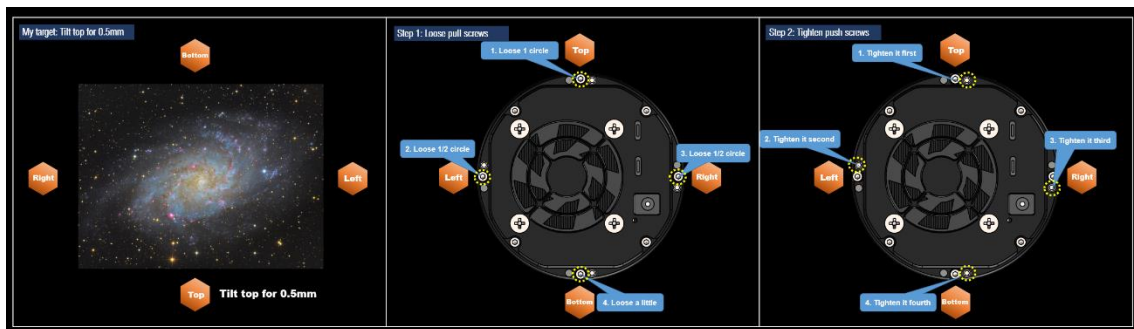 My target: Tilt top for 0.5mm
Bottom
Right
Left
Top
Tilt top for 0.5mm
Step 1: Loose pull screws
1. Loose 1 circle
Top
2. Loose 1/2 circle
3. Loose 1/2 circle
Left
Right
Bottom
4. Loose a little
Step 2: Tighten push screws
1. Tighten it first
Top
2. Tighten it second
3. Tighten it third
Left
Right
Bottom
4. Tighten it fourth